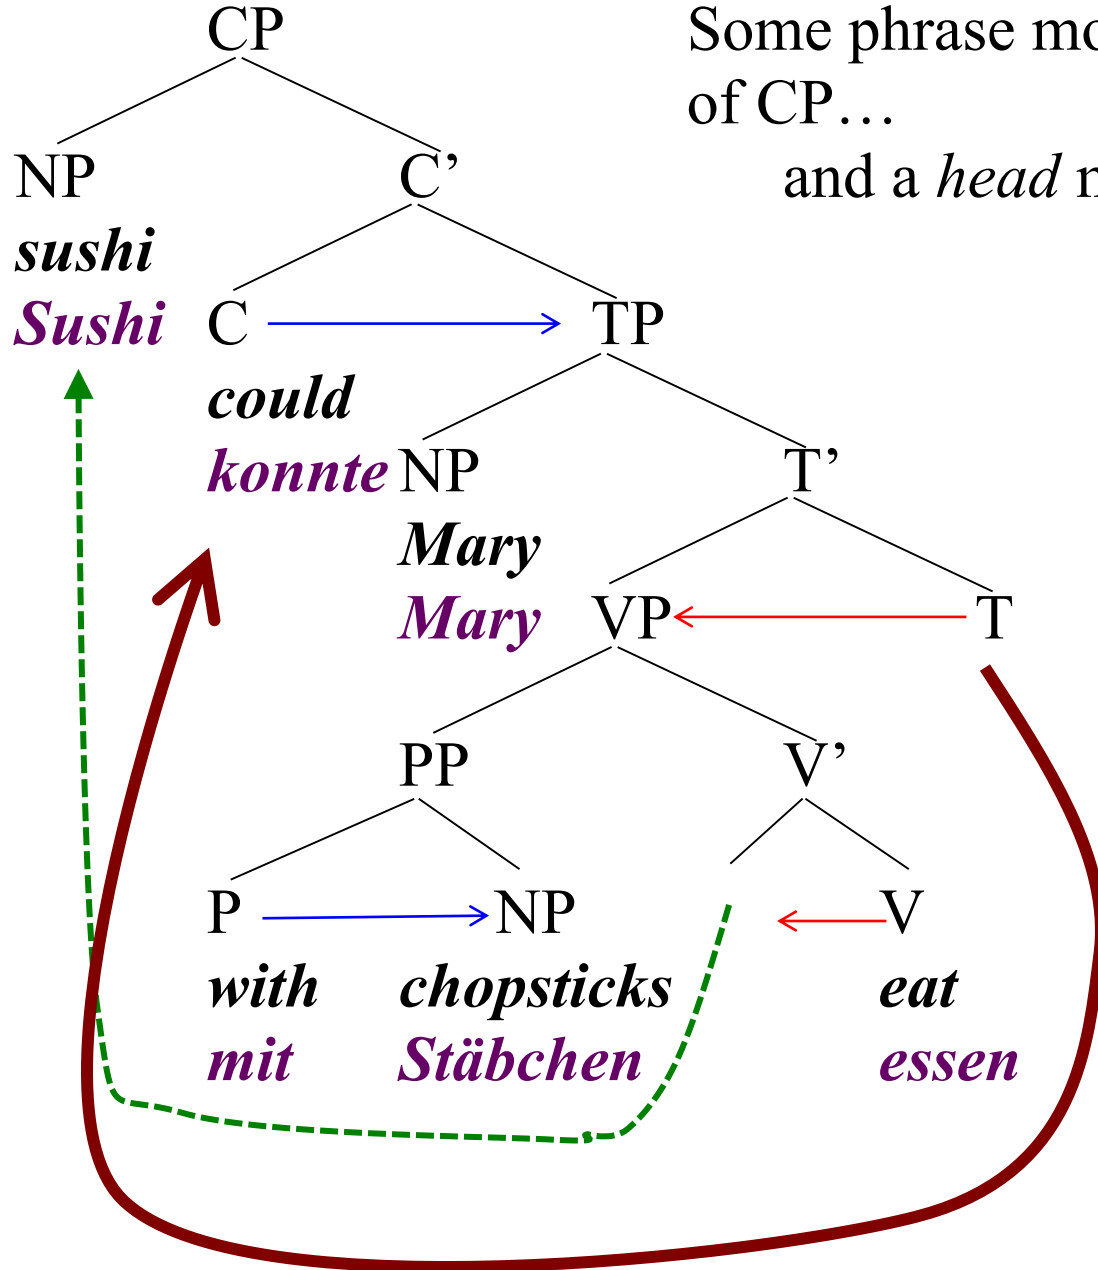 CP
Some phrase mo
of CP…
and a head
NP
C’
sushi
Sushi
C
TP
could
konnte
NP
T’
Mary
Mary
VP
T
PP
V’
P
NP
V
with
chopsticks
eat
mit
Stäbchen
essen